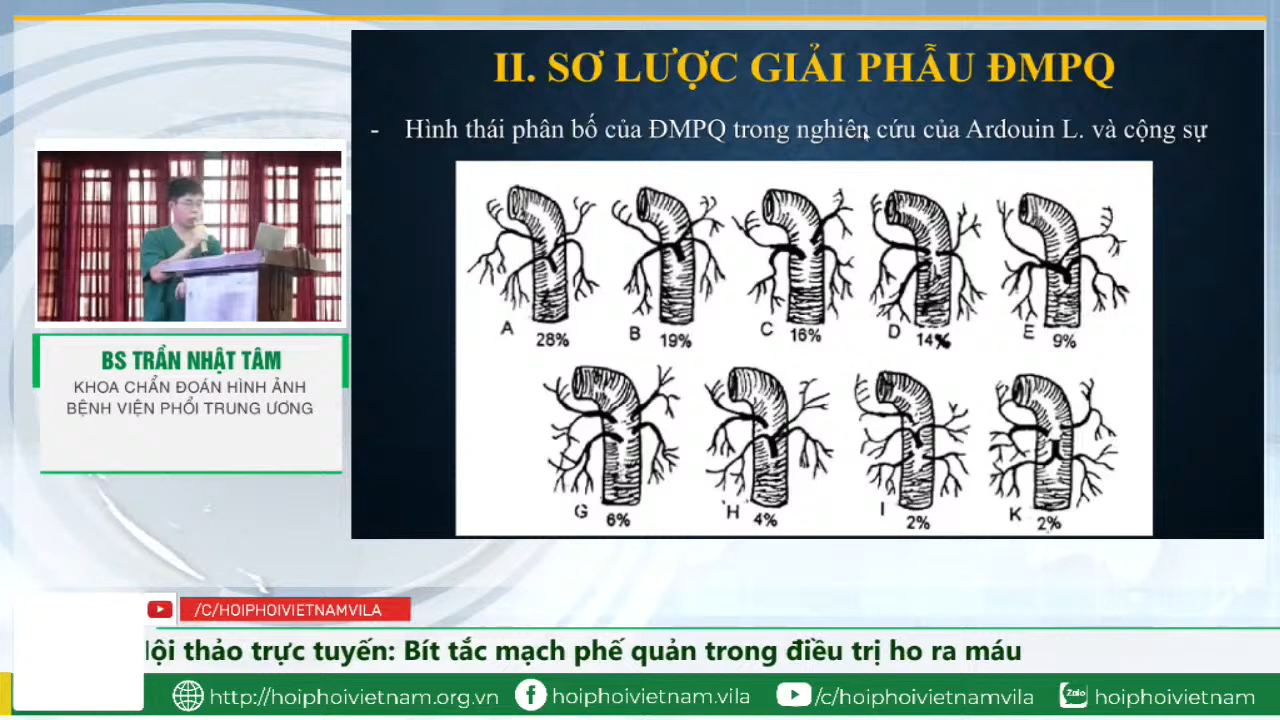 II. SƠ LƯỢC GIẢI PHẪU ĐMPQ
- Hình thái phân bố của ĐMPQ trong nghiên cứu của Ardouin L. và cộng sự
A 28%
B 19%
C 16%
D 14%
E 9%
G 6%
H 4%
I 2%
K 2%
BS TRẦN NHẬT TÂM
KHOA CHẨN ĐOÁN HÌNH ẢNH
BỆNH VIỆN PHỔI TRUNG ƯƠNG
/C/HOIPHOIVIETNAMVILA
thảo trực tuyến: Bít tắc mạch phế quản trong điều trị ho ra máu
http://hoiphoivietnam.org.vn hoiphoivietnam.vila /c/hoiphoivietnamvila Zalo hoiphoivietnam